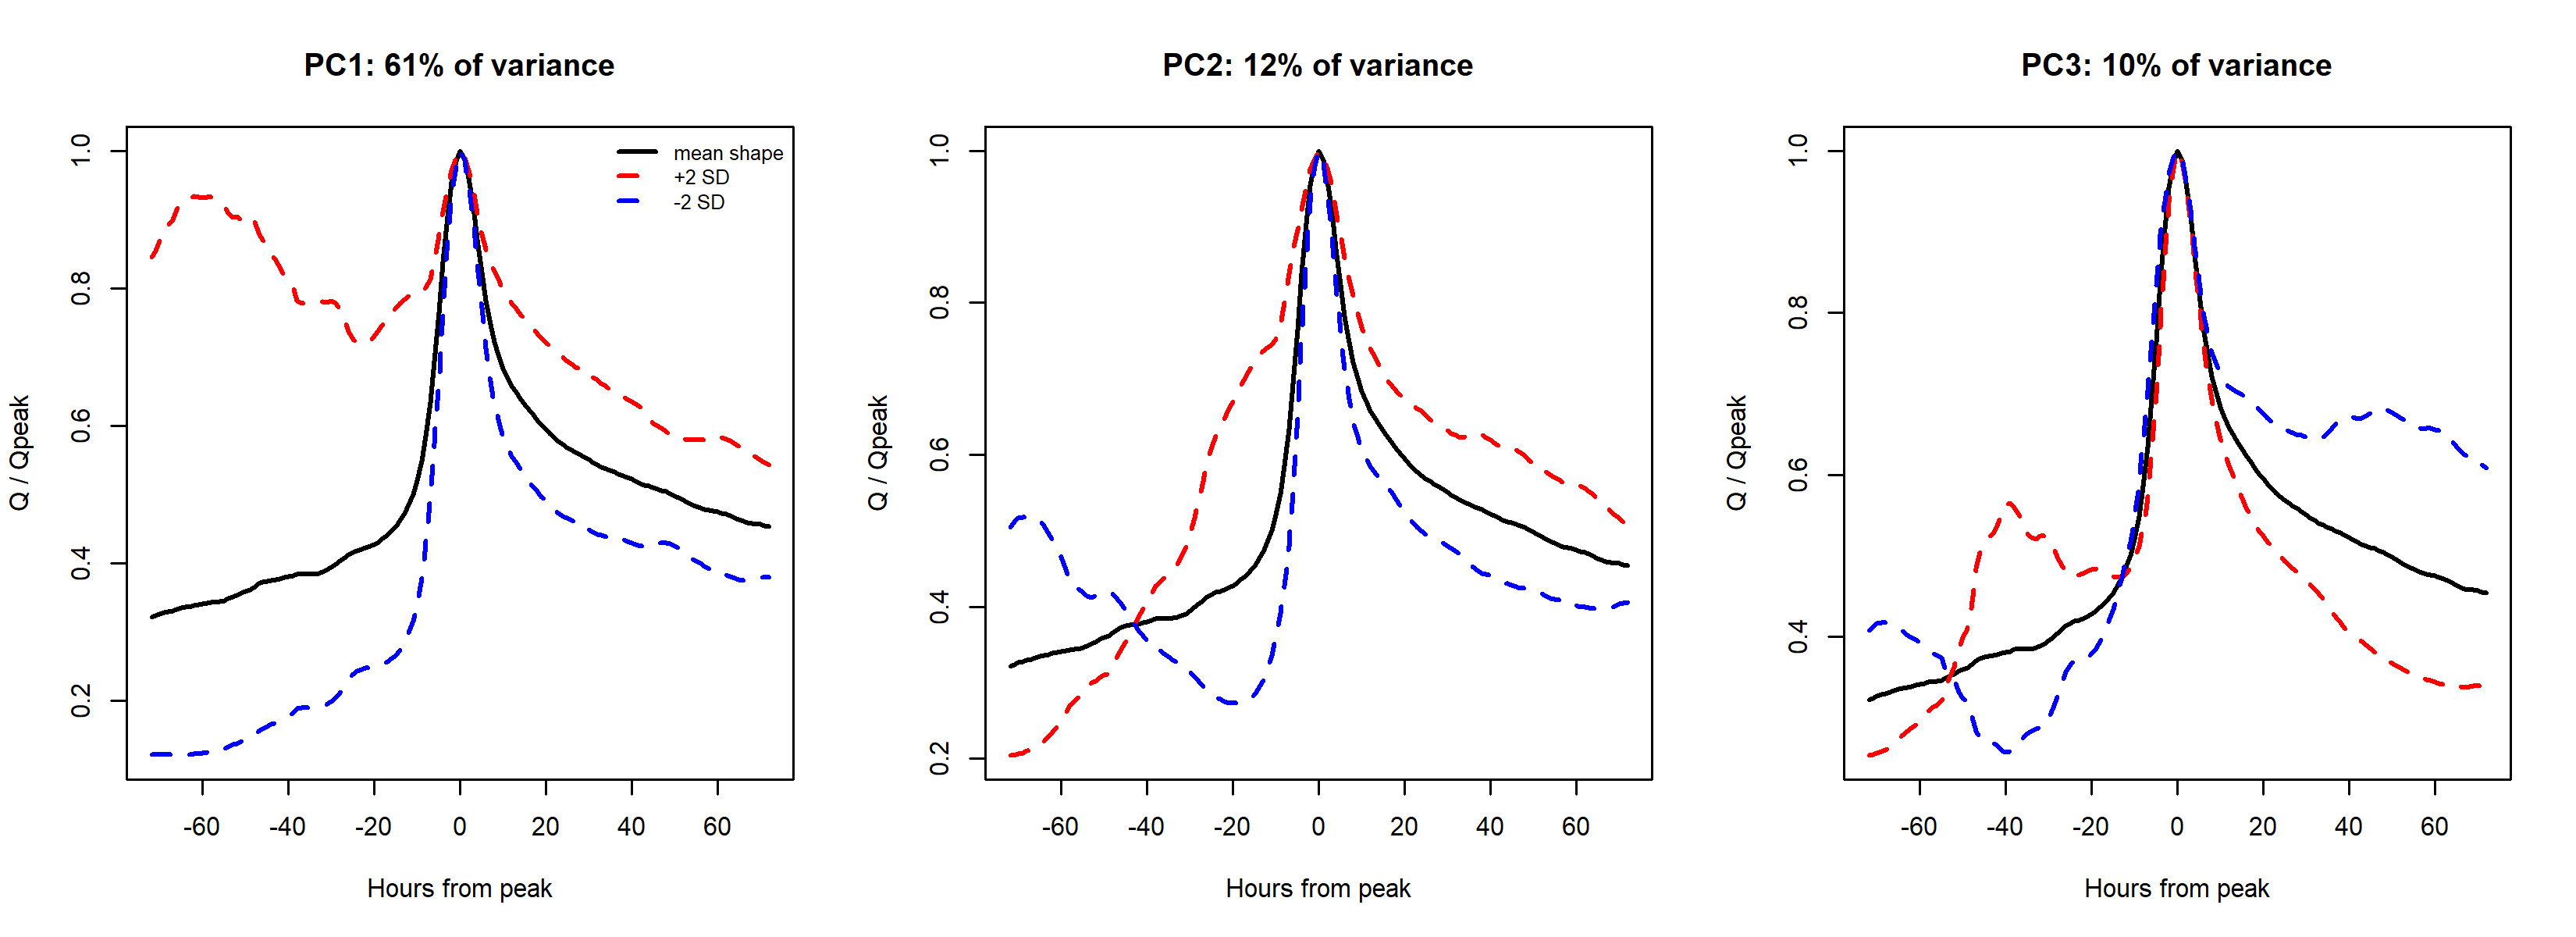 PC1: 61% of variance
Q / Qpeak
1.0
0.8
0.6
0.4
0.2
mean shape
+2 SD
-2 SD
-60 -40 -20 0 20 40 60
Hours from peak
PC2: 12% of variance
Q / Qpeak
1.0
0.8
0.6
0.4
0.2
-60 -40 -20 0 20 40 60
Hours from peak
PC3: 10% of variance
Q / Qpeak
1.0
0.8
0.6
0.4
-60 -40 -20 0 20 40 60
Hours from peak